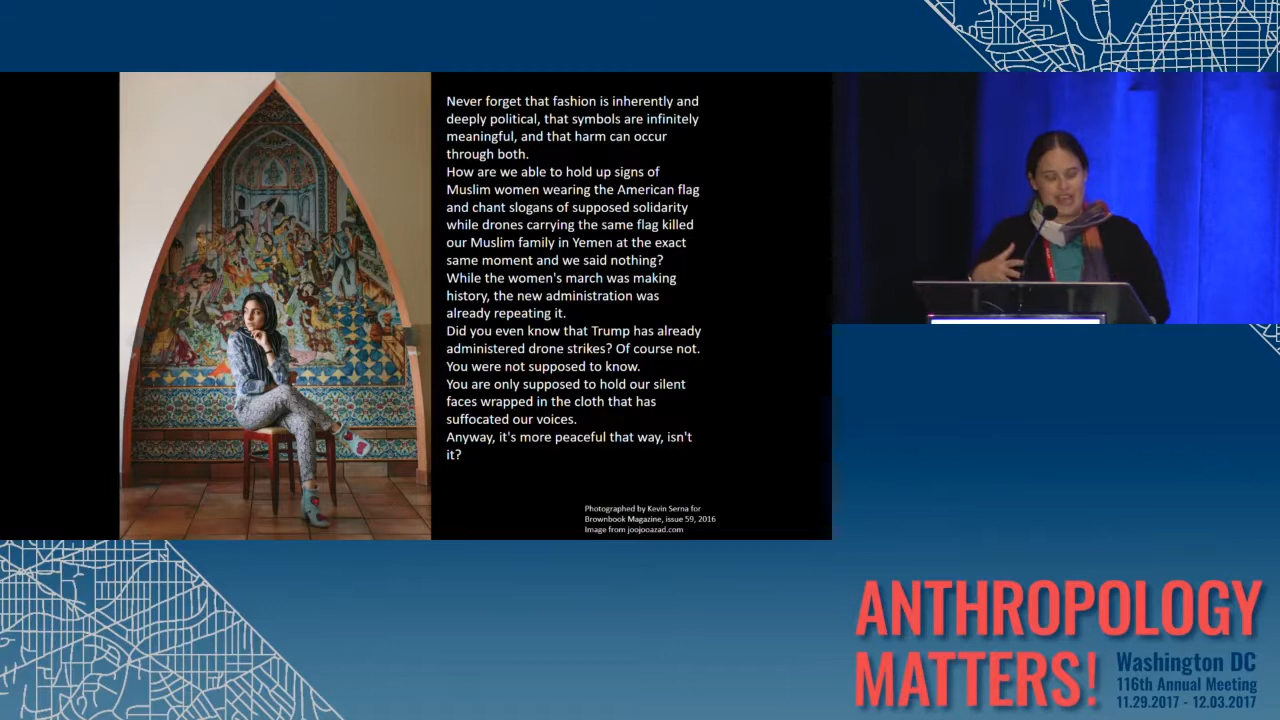 Never forget that fashion is inherently and
deeply political, that symbols are infinitely
meaningful, and that harm can occur
through both.
How are we able to hold up signs of
Muslim women wearing the American flag
and chant slogans of supposed solidarity
while drones carrying the same flag killed
our Muslim family in Yemen at the exact
same moment and we said nothing?
While the women's march was making
history, the new administration was
already repeating it.
Did you even know that Trump has already
administered drone strikes? Of course not.
You were not supposed to know.
You are only supposed to hold our silent
faces wrapped in the cloth that has
suffocated our voices.
Anyway, it's more peaceful that way, isn't
it?
Photographed by Kevin Serna for
Brownbook Magazine, issue 59, 2016
Image from joojooazad.com
ANTHROPOLOGY
MATTERS!
Washington DC
116th Annual Meeting
11.29.2017 - 12.03.2017